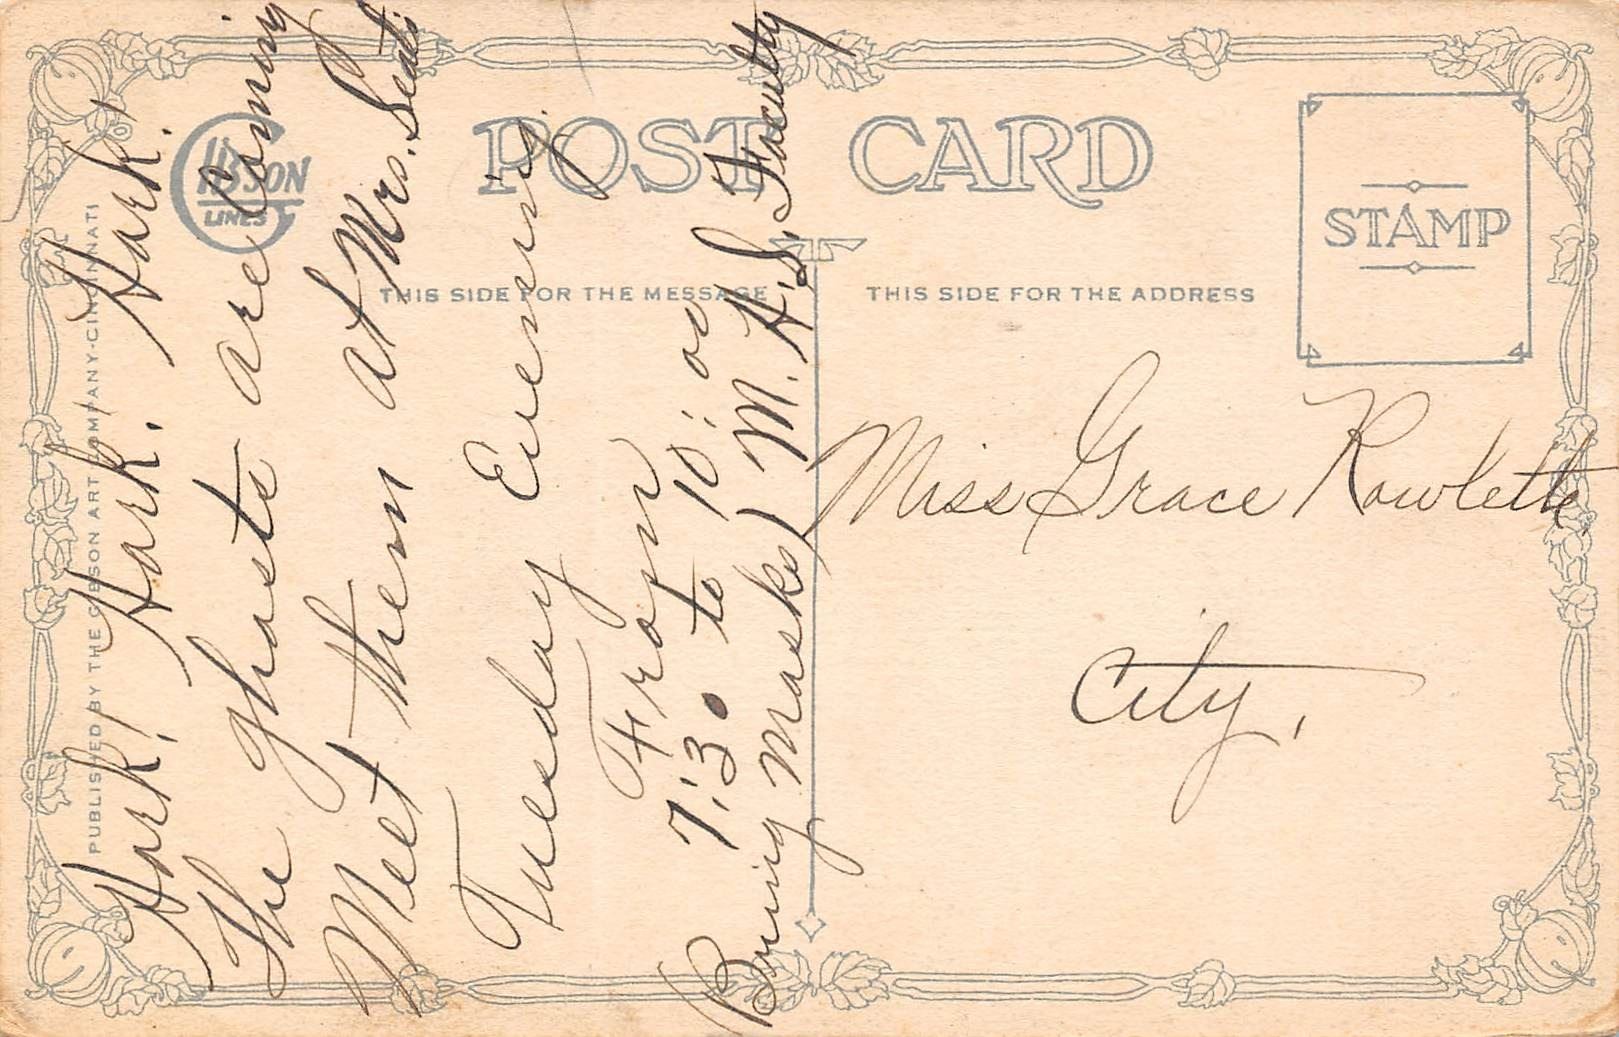 POST CARD
GIBSON
LINES
THIS SIDE FOR THE MESSAGE
THIS SIDE FOR THE ADDRESS
STAMP
PUBLISHED BY THE GIBSON ART COMPANY-CINCINNATI
Hark! Hark! Hark!
The ghosts are Coming
Meet them at Mrs.
Tuesday Evening.
From
7:30 to 10:00
Bring Masks) M. H. S. Faculty
Miss Grace Rowlette
City,